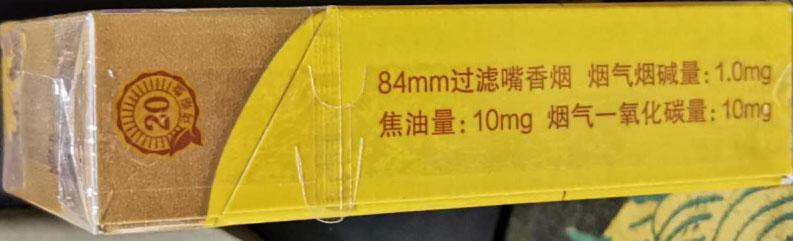 84mm过滤嘴香烟 烟气烟碱量:1.0mg
焦油量:10mg 烟气一氧化碳量:10mg
20